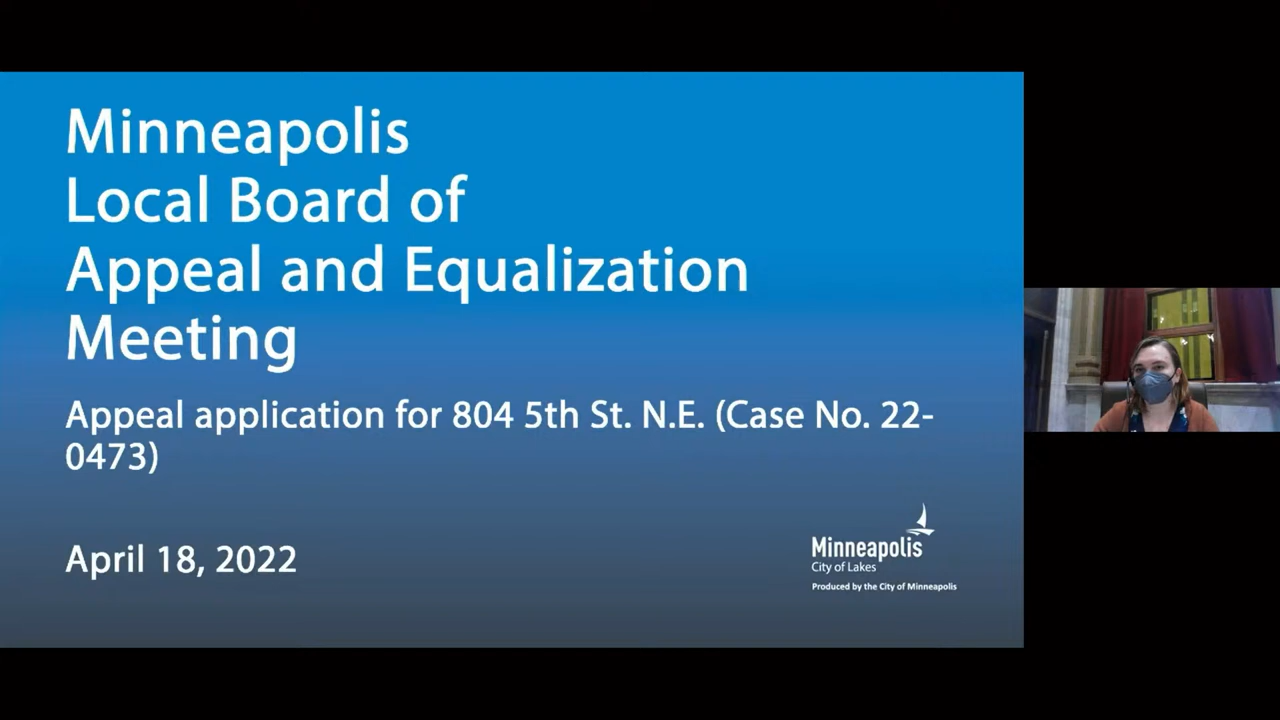 Minneapolis
Local Board of
Appeal and Equalization
Meeting
Appeal application for 804 5th St. N.E. (Case No. 22-
0473)
April 18, 2022
Minneapolis
City of Lakes
Produced by the City of Minneapolis